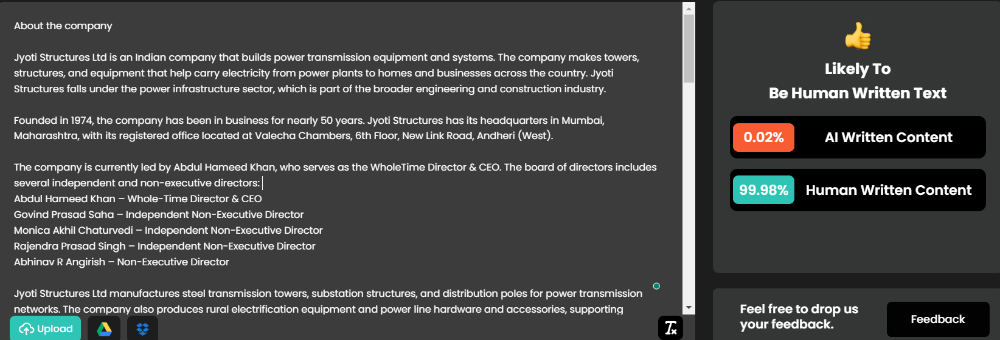 About the company
Jyoti Structures Ltd is an Indian company that builds power transmission equipment and systems. The company makes towers,
structures, and equipment that help carry electricity from power plants to homes and businesses across the country. Jyoti
Structures falls under the power infrastructure sector, which is part of the broader engineering and construction industry.
Founded in 1974, the company has been in business for nearly 50 years. Jyoti Structures has its headquarters in Mumbai,
Maharashtra, with its registered office located at Valecha Chambers, 6th Floor, New Link Road, Andheri (West).
The company is currently led by Abdul Hameed Khan, who serves as the WholeTime Director & CEO. The board of directors includes
several independent and non-executive directors:
Abdul Hameed Khan – Whole-Time Director & CEO
Govind Prasad Saha – Independent Non-Executive Director
Monica Akhil Chaturvedi – Independent Non-Executive Director
Rajendra Prasad Singh – Independent Non-Executive Director
Abhinav R Angirish – Non-Executive Director
Jyoti Structures Ltd manufactures steel transmission towers, substation structures, and distribution poles for power transmission
networks. The company also produces rural electrification equipment and power line hardware and accessories, supporting
Upload
Likely To
Be Human Written Text
0.02% AI Written Content
99.98% Human Written Content
Feel free to drop us
your feedback.
Feedback